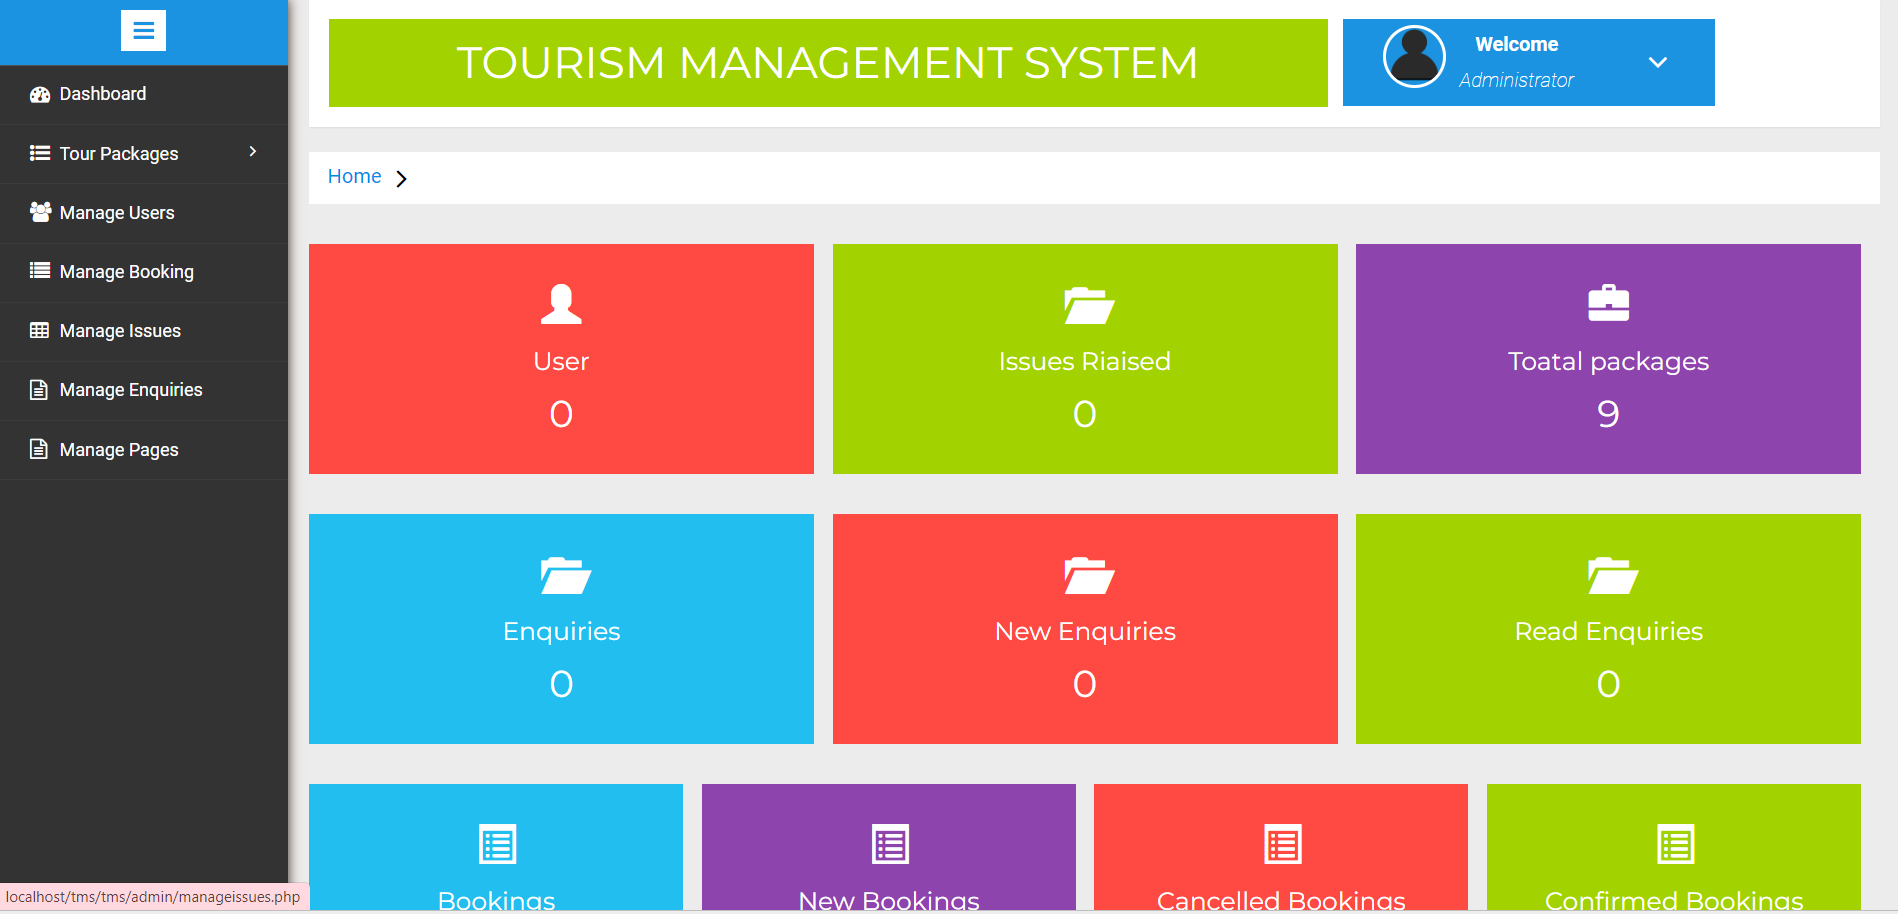 TOURISM MANAGEMENT SYSTEM
Welcome
Administrator
Dashboard
Tour Packages
Manage Users
Manage Booking
Manage Issues
Manage Enquiries
Manage Pages
Home
User
0
Issues Riaised
0
Toatal packages
9
Enquiries
0
New Enquiries
0
Read Enquiries
0
Bookings
New Bookings
Cancelled Bookings
Confirmed Bookings
localhost/tms/tms/admin/manageissues.php